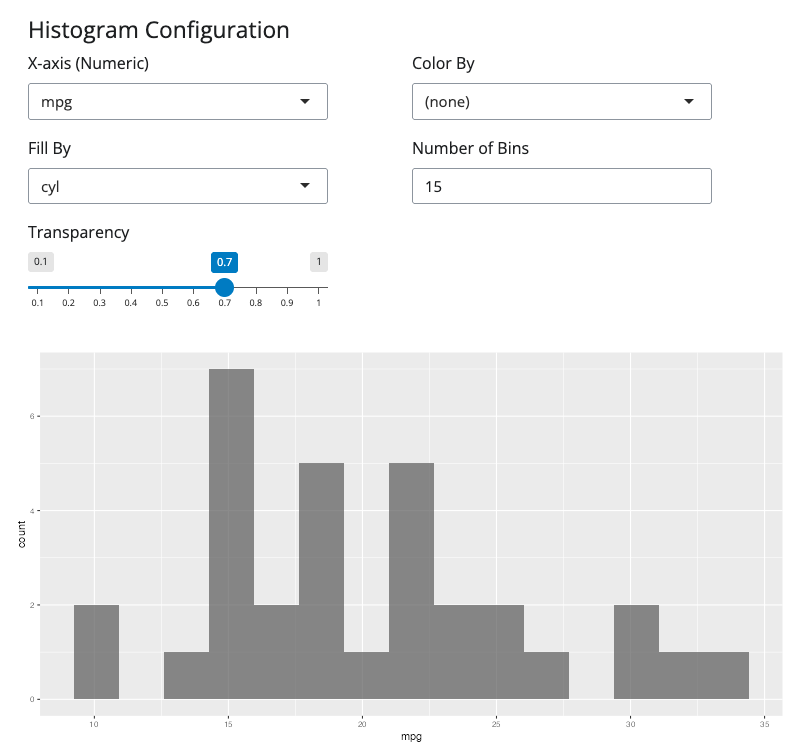 Histogram Configuration
X-axis (Numeric)
Color By
mpg
(none)
Fill By
Number of Bins
cyl
15
Transparency
0.1 0.7 1
0.1 0.2 0.3 0.4 0.5 0.6 0.7 0.8 0.9 1
6
4
2
0
count
10 15 20 25 30 35
mpg